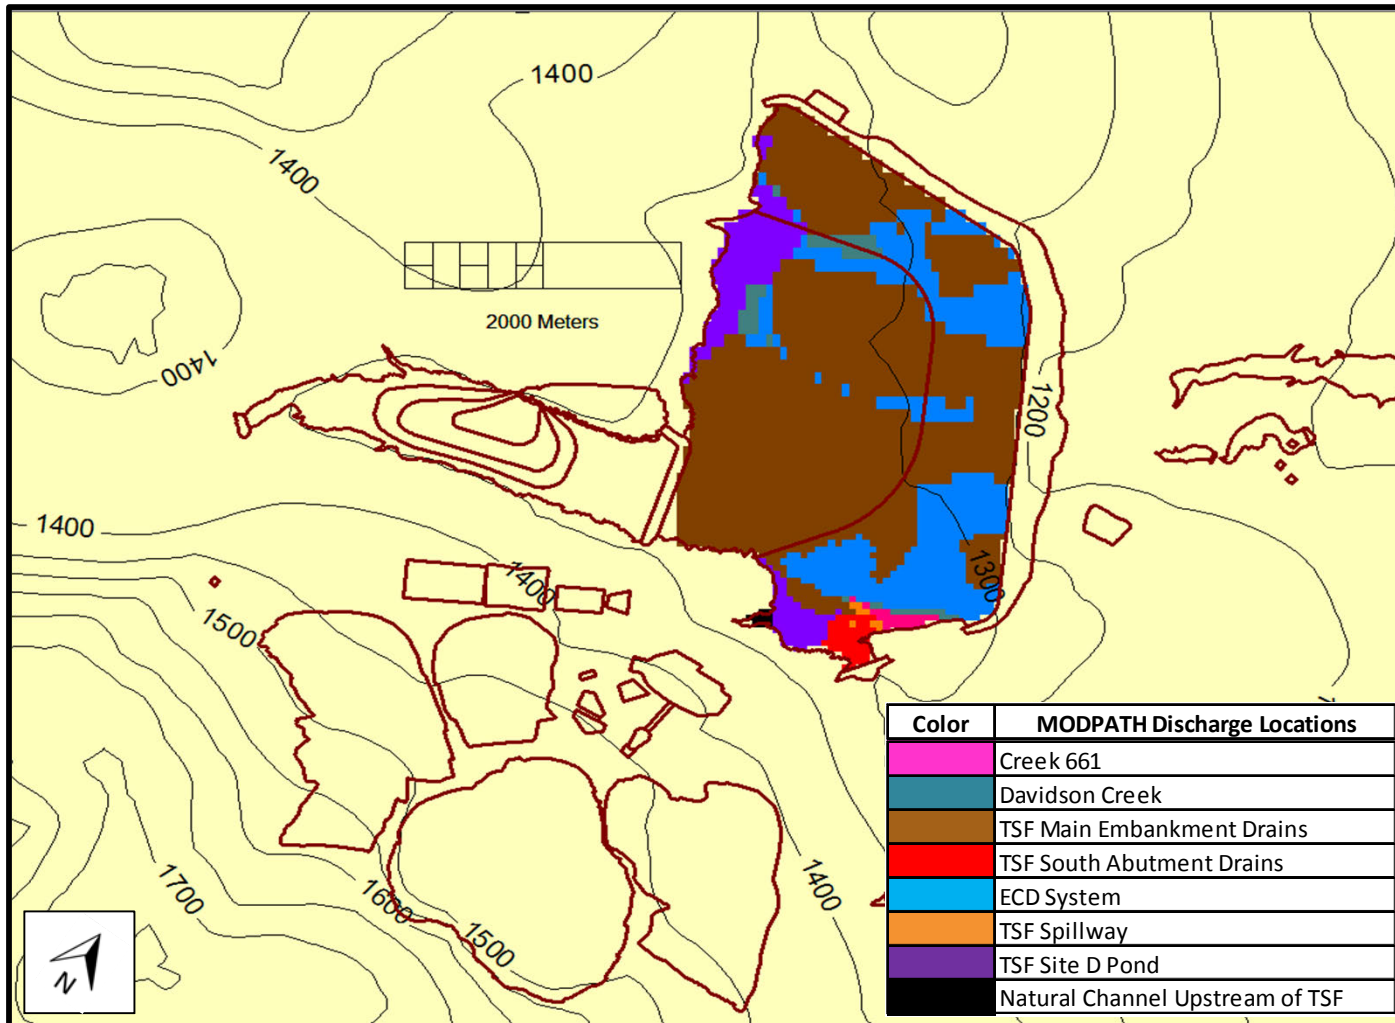 1400
1400
2000 Meters
1400
1200
1400
1400
1300
1500
Color MODPATH Discharge Locations
Creek 661
Davidson Creek
TSF Main Embankment Drains
TSF South Abutment Drains
ECD System
TSF Spillway
TSF Site D Pond
Natural Channel Upstream of TSF
1400
1700
1600
1500
N